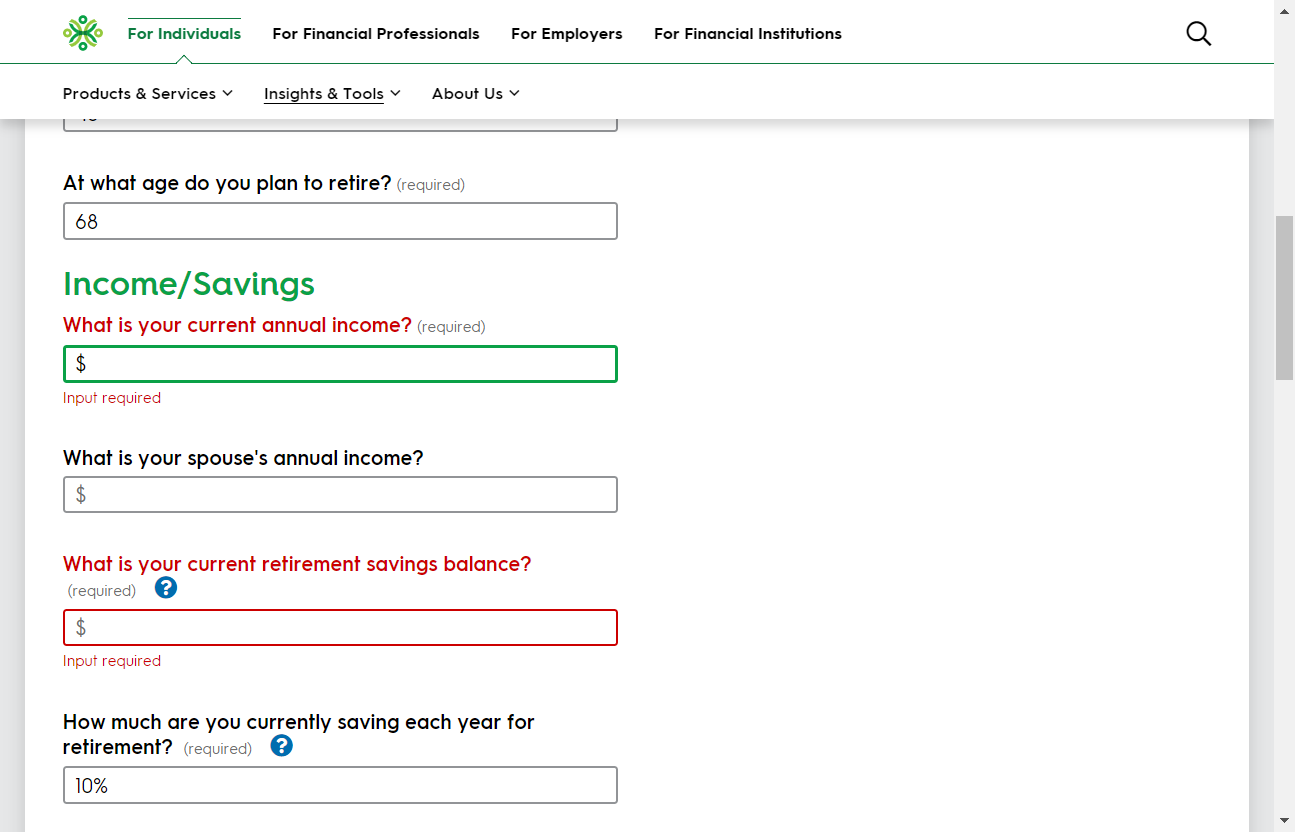 For Individuals For Financial Professionals For Employers For Financial Institutions
Products & Services Insights & Tools About Us
At what age do you plan to retire? (required)
68
Income/Savings
What is your current annual income? (required)
$
Input required
What is your spouse's annual income?
$
What is your current retirement savings balance?
(required) ?
$
Input required
How much are you currently saving each year for
retirement? (required) ?
10%